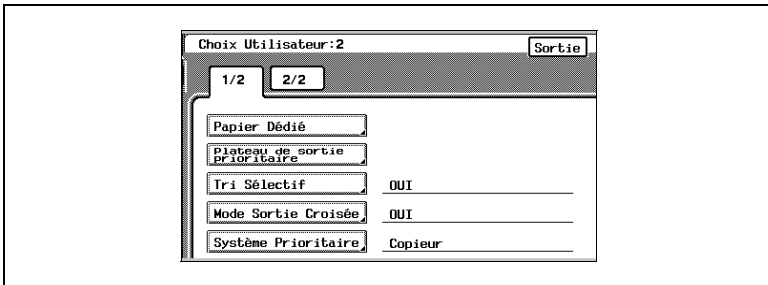 Choix Utilisateur:2
Sortie
1/2
2/2
Papier Dédié
Plateau de sortie
prioritaire
Tri Sélectif
OUI
Mode Sortie Croisée
OUI
Système Prioritaire
Copieur